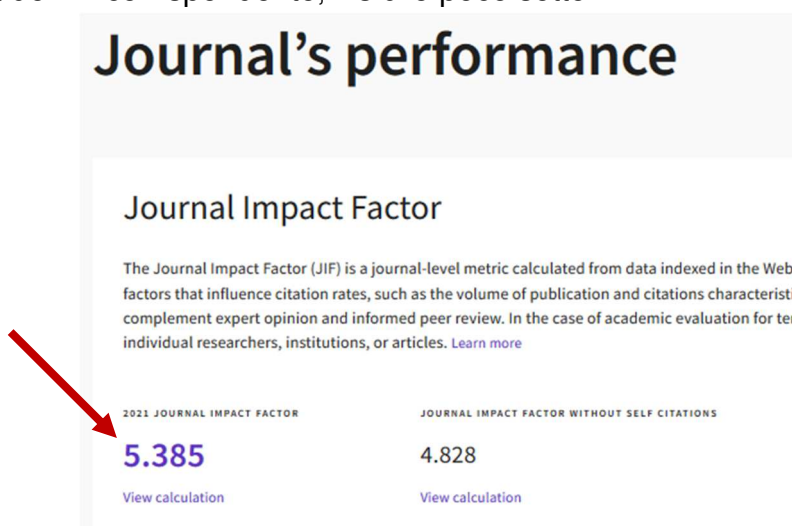 Journal’s performance
Journal Impact Factor
The Journal Impact Factor (JIF) is a journal-level metric calculated from data indexed in the Web
factors that influence citation rates, such as the volume of publication and citations
complement expert opinion and informed peer review. In the case of academic evaluation for
individual researchers, institutions, or articles. Learn more
2021 JOURNAL IMPACT FACTOR
5.385
View calculation
JOURNAL IMPACT FACTOR WITHOUT SELF CITATIONS
4.828
View calculation